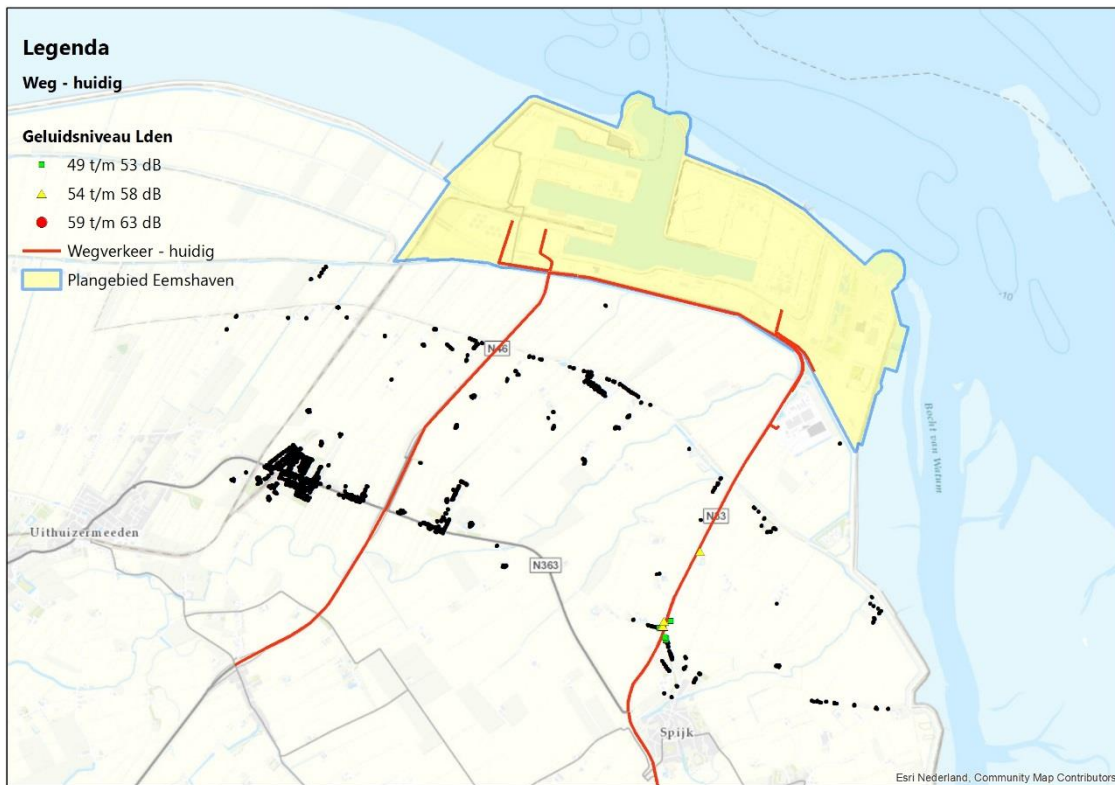 Legenda
Weg - huidig
Geluidsniveau Lden
49 t/m 53 dB
54 t/m 58 dB
59 t/m 63 dB
Wegverkeer - huidig
Plangebied Eemshaven
10
N46
Bocht van Watum
N33
Uithuizermeeden
N363
Spijk
Esri Nederland, Community Map Contributors